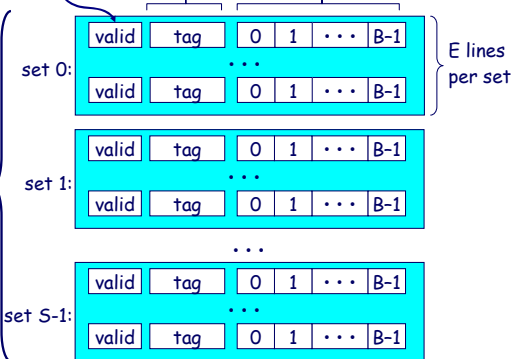 valid tag 0 1 ··· B–1
set 0: ··· E lines
per set
valid tag 0 1 ··· B–1
valid tag 0 1 ··· B–1
set 1: ···
valid tag 0 1 ··· B–1
···
valid tag 0 1 ··· B–1
set S-1: ···
valid tag 0 1 ··· B–1